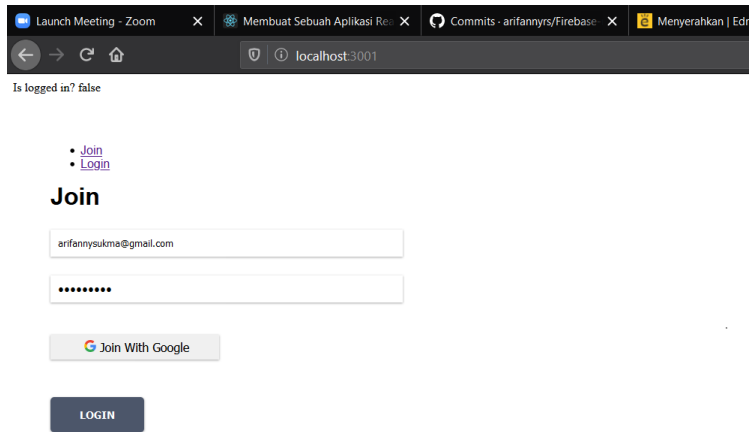 Launch Meeting - Zoom
Membuat Sebuah Aplikasi Rea
Commits · arifannyrs/Firebase-
Menyerahkan | Edm
localhost:3001
Is logged in? false
Join
Login
Join
arifannysukma@gmail.com
Join With Google
LOGIN